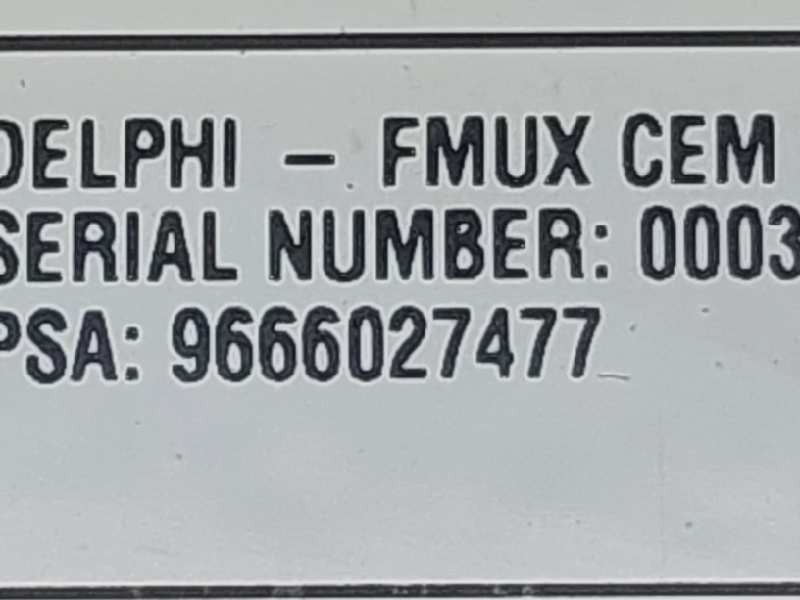 DELPHI - FMUX CEM
SERIAL NUMBER: 0003
PSA: 9666027477